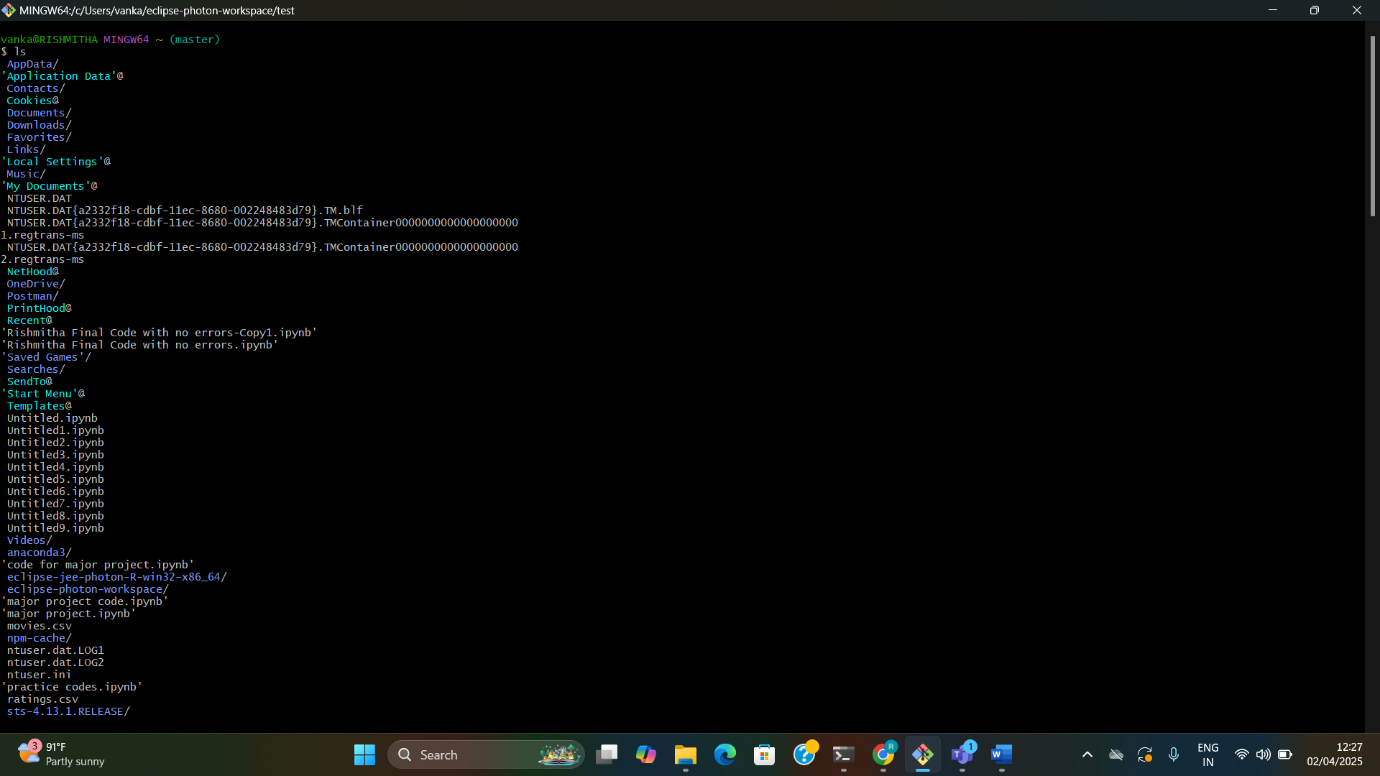 MINGW64:/c/Users/vanka/eclipse-photon-workspace/test
vanka@RISHMITHA MINGW64 ~ (master)
$ ls
AppData/
'Application Data'@
Contacts/
Cookies@
Documents/
Downloads/
Favorites/
Links/
'Local Settings'@
Music/
'My Documents'@
NTUSER.DAT
NTUSER.DAT{a2332f18-cdbf-11ec-8680-002248483d79}.TM.blf
NTUSER.DAT{a2332f18-cdbf-11ec-8680-002248483d79}.TMContainer0000000000000000000
1.regtrans-ms
NTUSER.DAT{a2332f18-cdbf-11ec-8680-002248483d79}.TMContainer0000000000000000000
2.regtrans-ms
NetHood@
OneDrive/
Postman/
PrintHood@
Recent@
'Rishmitha Final Code with no errors-Copy1.ipynb'
'Rishmitha Final Code with no errors.ipynb'
'Saved Games'/
Searches/
SendTo@
'Start Menu'@
Templates@
Untitled.ipynb
Untitled1.ipynb
Untitled2.ipynb
Untitled3.ipynb
Untitled4.ipynb
Untitled5.ipynb
Untitled6.ipynb
Untitled7.ipynb
Untitled8.ipynb
Untitled9.ipynb
Videos/
anaconda3/
'code for major project.ipynb'
eclipse-jee-photon-R-win32-x86_64/
eclipse-photon-workspace/
'major project code.ipynb'
'major project.ipynb'
movies.csv
npm-cache/
ntuser.dat.LOG1
ntuser.dat.LOG2
ntuser.ini
'practice codes.ipynb'
ratings.csv
sts-4.13.1.RELEASE/
3
91°F
Partly sunny
Search
R
1
ENG
IN
12:27
02/04/2025